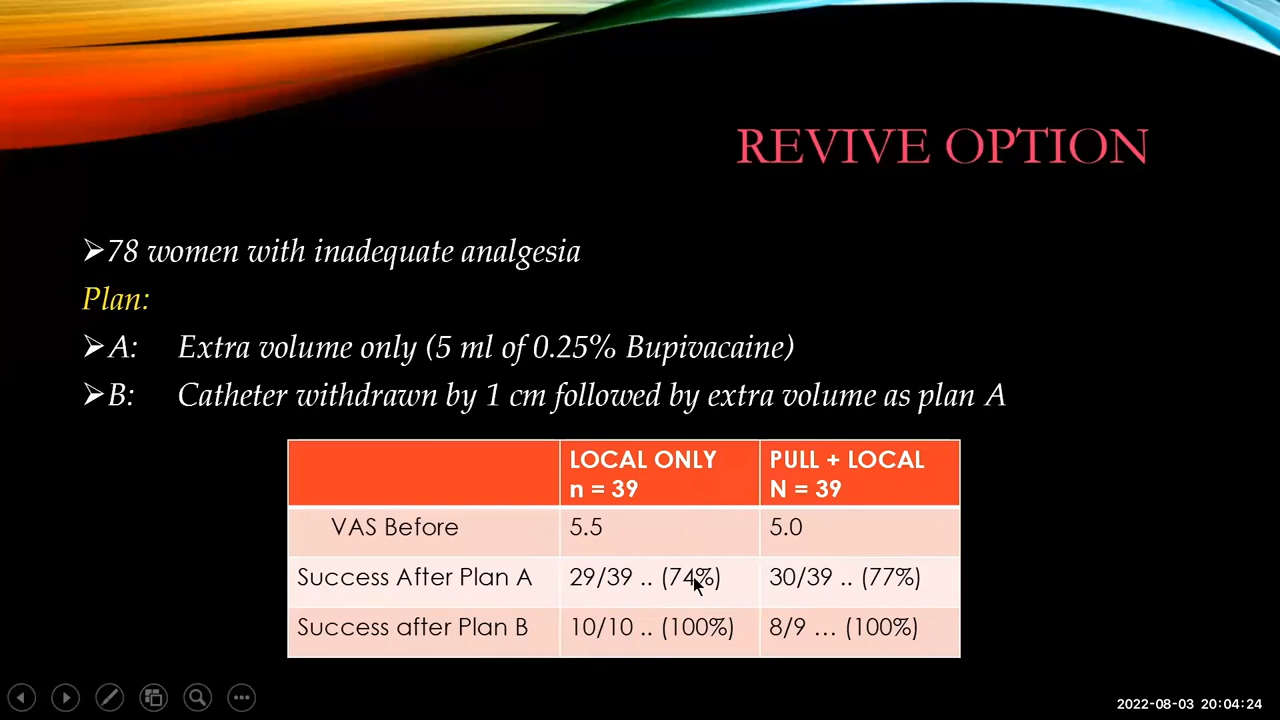 REVIVE OPTION
➢78 women with inadequate analgesia
Plan:
➢A: Extra volume only (5 ml of 0.25% Bupivacaine)
➢B: Catheter withdrawn by 1 cm followed by extra volume as plan A
LOCAL ONLY PULL + LOCAL
n = 39 N = 39
VAS Before 5.5 5.0
Success After Plan A 29/39 .. (74%) 30/39 .. (77%)
Success after Plan B 10/10 .. (100%) 8/9 ... (100%)
2022-08-03 20:04:24